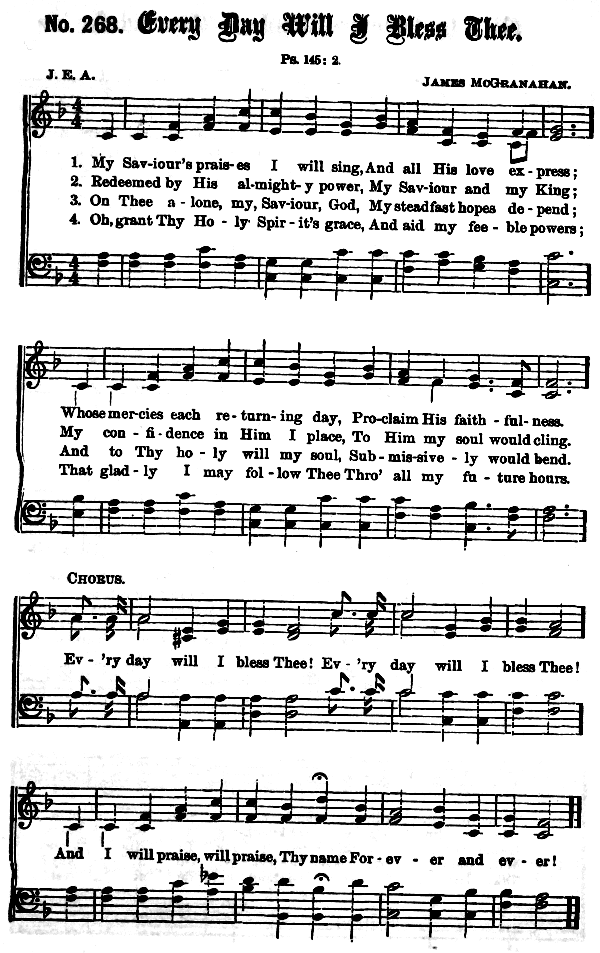 No. 268. Every Day Will I Bless Thee.
Ps. 145: 2.
J. E. A.
James McGranahan.
1. My Sav-iour's prais-es I will sing, And all His love ex-press;
2. Redeemed by His al-might-y power, My Saviour and my King;
3. On Thee a-lone, my, Sav-iour, God, My steadfast hopes de-pend;
4. Oh, grant Thy Ho-ly Spir-it's grace, And aid my fee-ble powers;
Whose mer-cies each re-turn-ing day, Pro-claim His faith-ful-ness.
My con-fi-dence in Him I place, To Him my soul would cling.
And to Thy ho-ly will my soul, Sub-mis-sive-ly would bend.
That glad-ly I may fol-low Thee Thro' all my fu-ture hours.
Chorus.
Ev-'ry day will I bless Thee! Ev-'ry day will I bless Thee!
And I will praise, will praise, Thy name For-ev-er and ev-er!